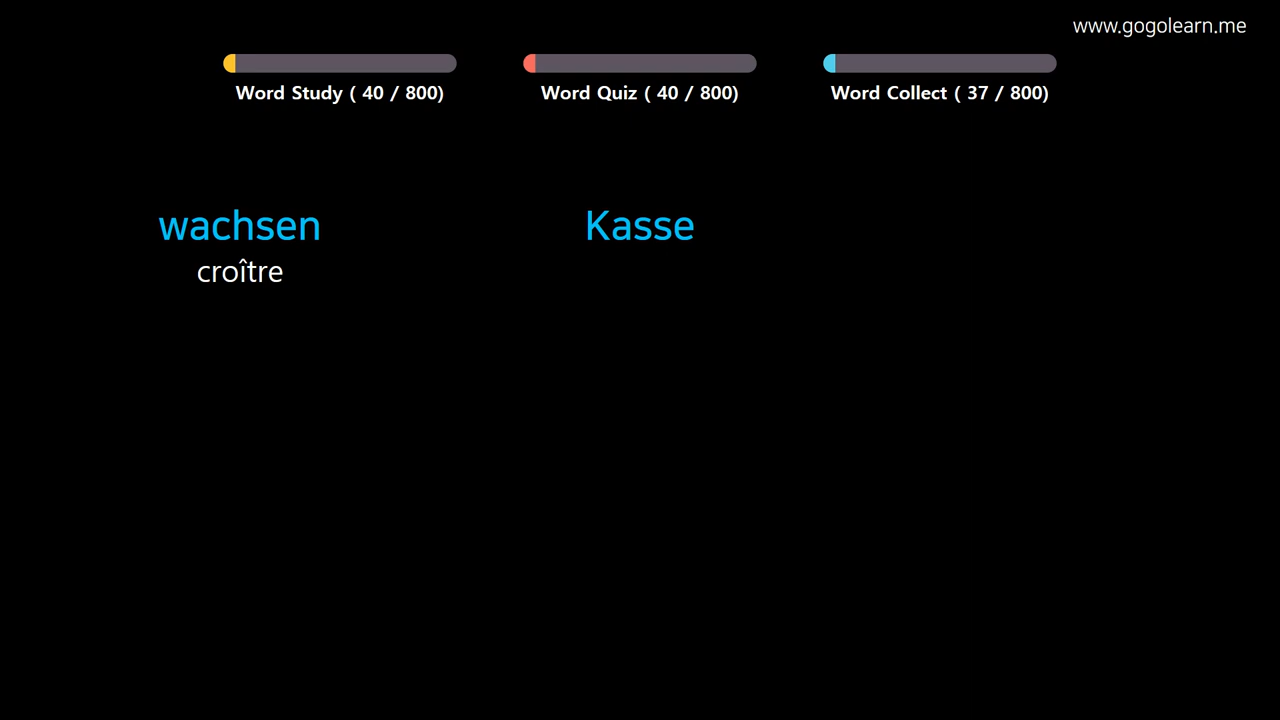 www.gogolearn.me
Word Study ( 40 / 800)
Word Quiz ( 40 / 800)
Word Collect ( 37 / 800)
wachsen
croître
Kasse